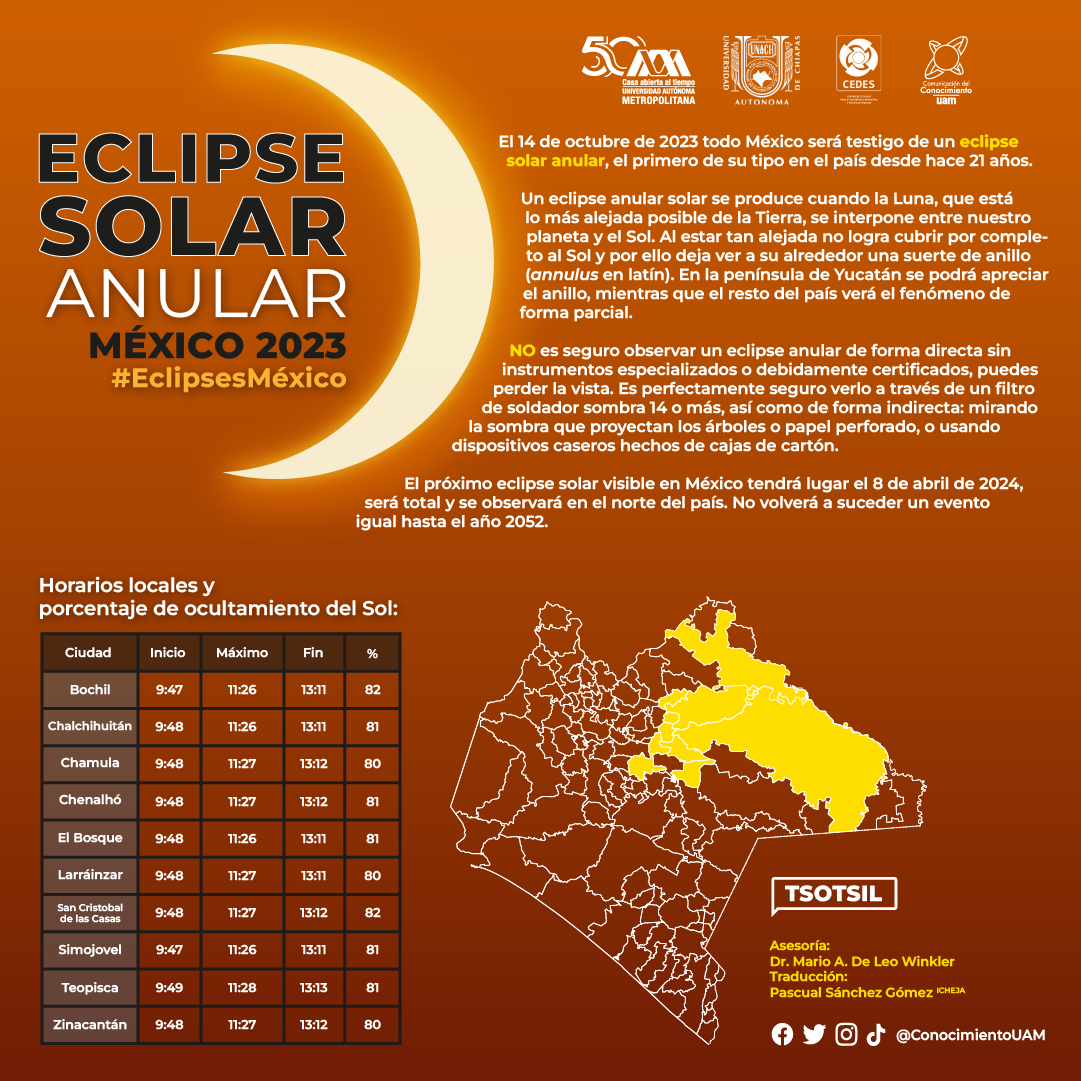 ECLIPSE
SOLAR
ANULAR
MÉXICO 2023
#EclipsesMéxico
50
Casa abierta al tiempo
UNIVERSIDAD AUTÓNOMA
METROPOLITANA
UNIVERSIDAD
UNACH
DE CHIAPAS
AUTONOMA
CEDES
Comunicación del
Conocimiento
uam
El 14 de octubre de 2023 todo México será testigo de un eclipse
solar anular, el primero de su tipo en el país desde hace 21 años.
Un eclipse anular solar se produce cuando la Luna, que está
lo más alejada posible de la Tierra, se interpone entre nuestro
planeta y el Sol. Al estar tan alejada no logra cubrir por comple-
to al Sol y por ello deja ver a su alrededor una suerte de anillo
(annulus en latín). En la península de Yucatán se podrá apreciar
el anillo, mientras que el resto del país verá el fenómeno de
forma parcial.
NO es seguro observar un eclipse anular de forma directa sin
instrumentos especializados o debidamente certificados, puedes
perder la vista. Es perfectamente seguro verlo a través de un filtro
de soldador sombra 14 o más, así como de forma indirecta: mirando
la sombra que proyectan los árboles o papel perforado, o usando
dispositivos caseros hechos de cajas de cartón.
El próximo eclipse solar visible en México tendrá lugar el 8 de abril de 2024,
será total y se observará en el norte del país. No volverá a suceder un evento
igual hasta el año 2052.
Horarios locales y
porcentaje de ocultamiento del Sol:
Ciudad Inicio Máximo Fin %
Bochil 9:47 11:26 13:11 82
Chalchihuitán 9:48 11:26 13:11 81
Chamula 9:48 11:27 13:12 80
Chenalhó 9:48 11:27 13:12 81
El Bosque 9:48 11:26 13:11 81
Larráinzar 9:48 11:27 13:11 80
San Cristobal
de las Casas 9:48 11:27 13:12 82
Simojovel 9:47 11:26 13:11 81
Teopisca 9:49 11:28 13:13 81
Zinacantán 9:48 11:27 13:12 80
TSOTSIL
Asesoría:
Dr. Mario A. De Leo Winkler
Traducción:
Pascual Sánchez Gómez ICHEJA
@ConocimientoUAM